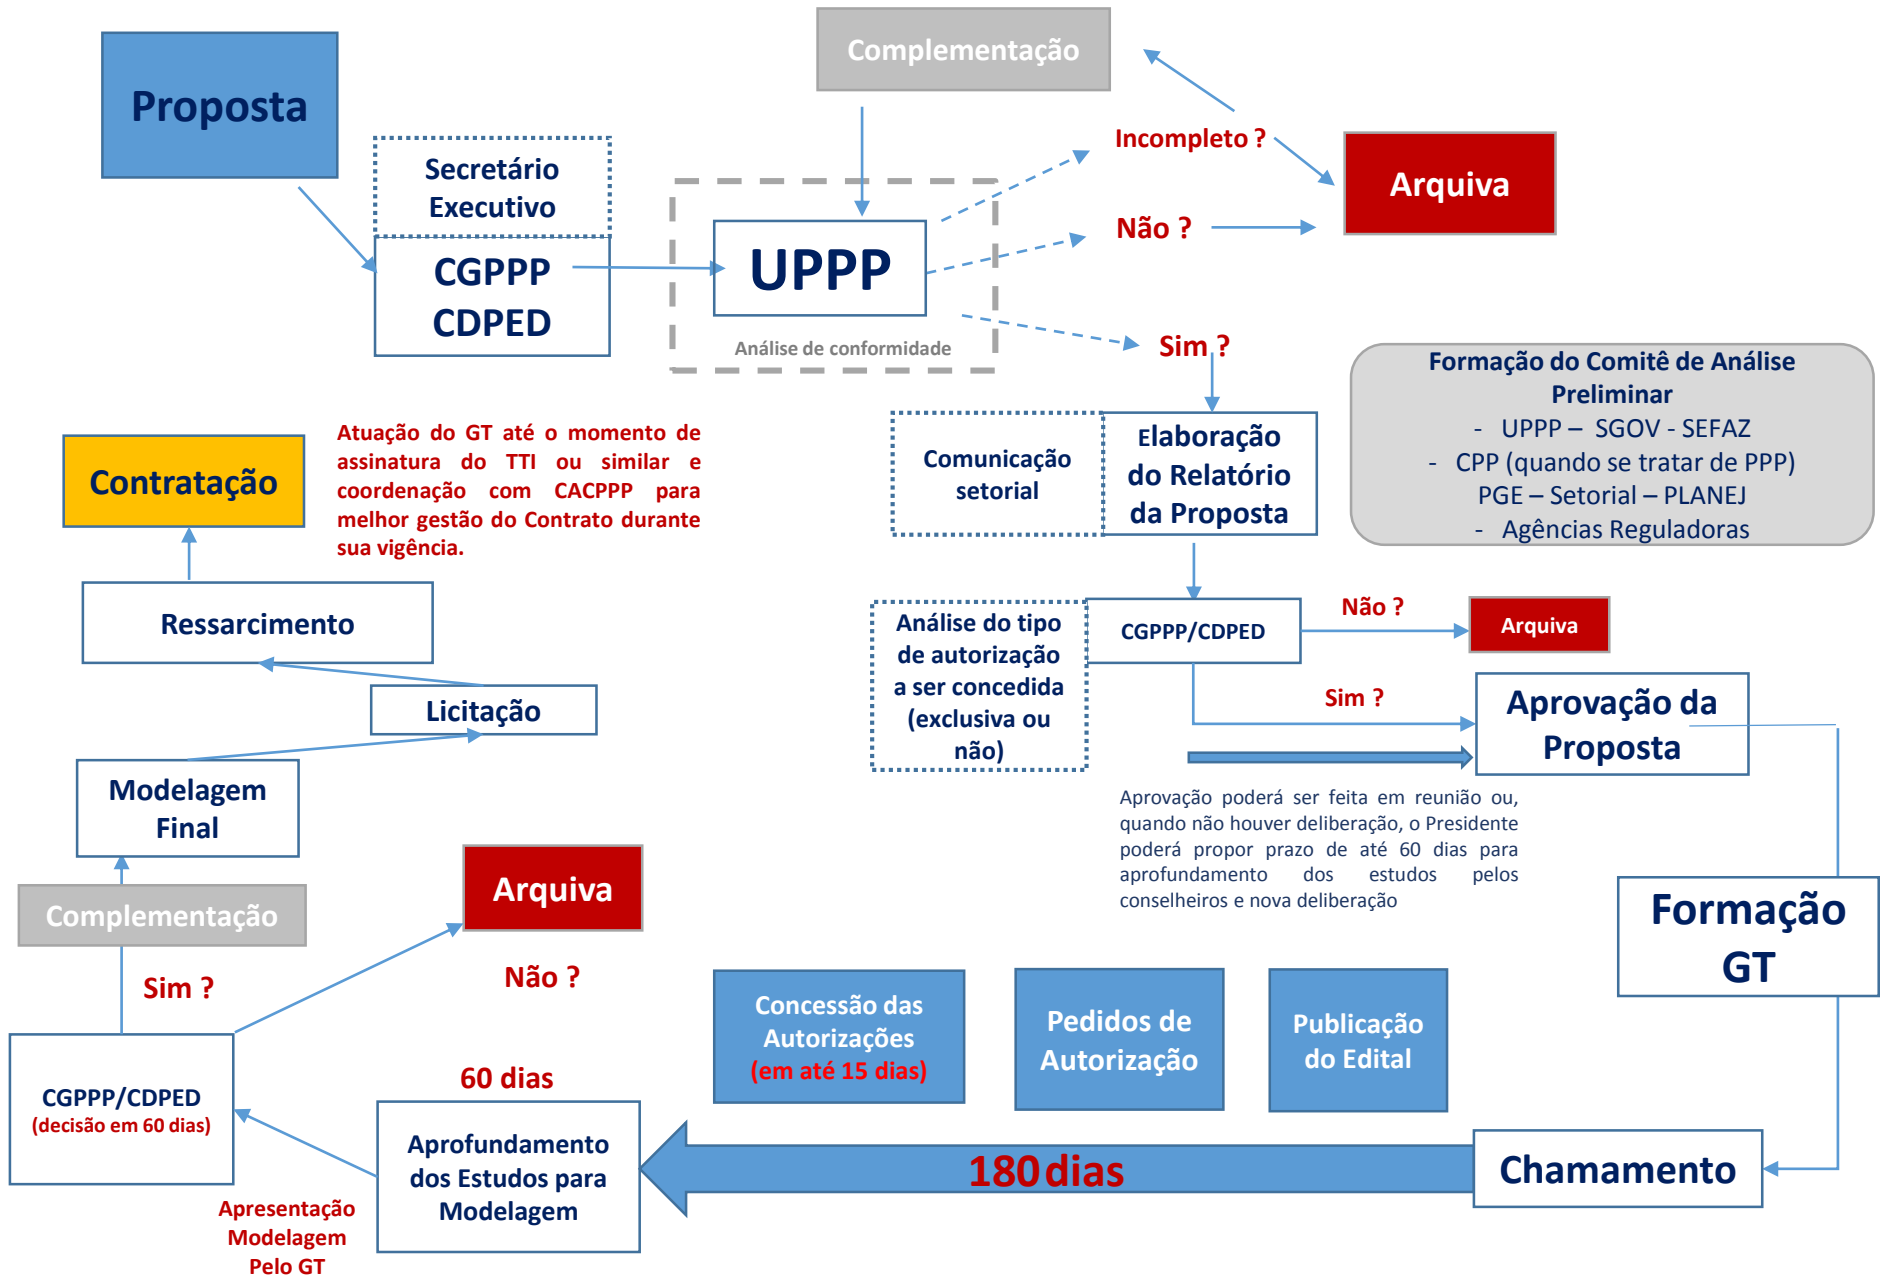 Proposta
Secretário
Executivo
CGPPP
CDPED
Complementação
UPPP
Análise de conformidade
Incompleto ?
Não ?
Sim ?
Arquiva
Formação do Comitê de Análise
Preliminar
- UPPP – SGOV - SEFAZ
- CPP (quando se tratar de PPP)
PGE – Setorial – PLANEJ
- Agências Reguladoras
Comunicação
setorial
Elaboração
do Relatório
da Proposta
Análise do tipo
de autorização
a ser concedida
(exclusiva ou
não)
CGPPP/CDPED
Não ?
Arquiva
Sim ?
Aprovação da
Proposta
Aprovação poderá ser feita em reunião ou,
quando não houver deliberação, o Presidente
poderá propor prazo de até 60 dias para
aprofundamento dos estudos pelos
conselheiros e nova deliberação
Formação
GT
Chamamento
Publicação
do Edital
Pedidos de
Autorização
Concessão das
Autorizações
(em até 15 dias)
180 dias
60 dias
Aprofundamento
dos Estudos para
Modelagem
Apresentação
Modelagem
Pelo GT
CGPPP/CDPED
(decisão em 60 dias)
Não ?
Arquiva
Sim ?
Complementação
Modelagem
Final
Licitação
Ressarcimento
Contratação
Atuação do GT até o momento de
assinatura do TTI ou similar e
coordenação com CACPPP para
melhor gestão do Contrato durante
sua vigência.